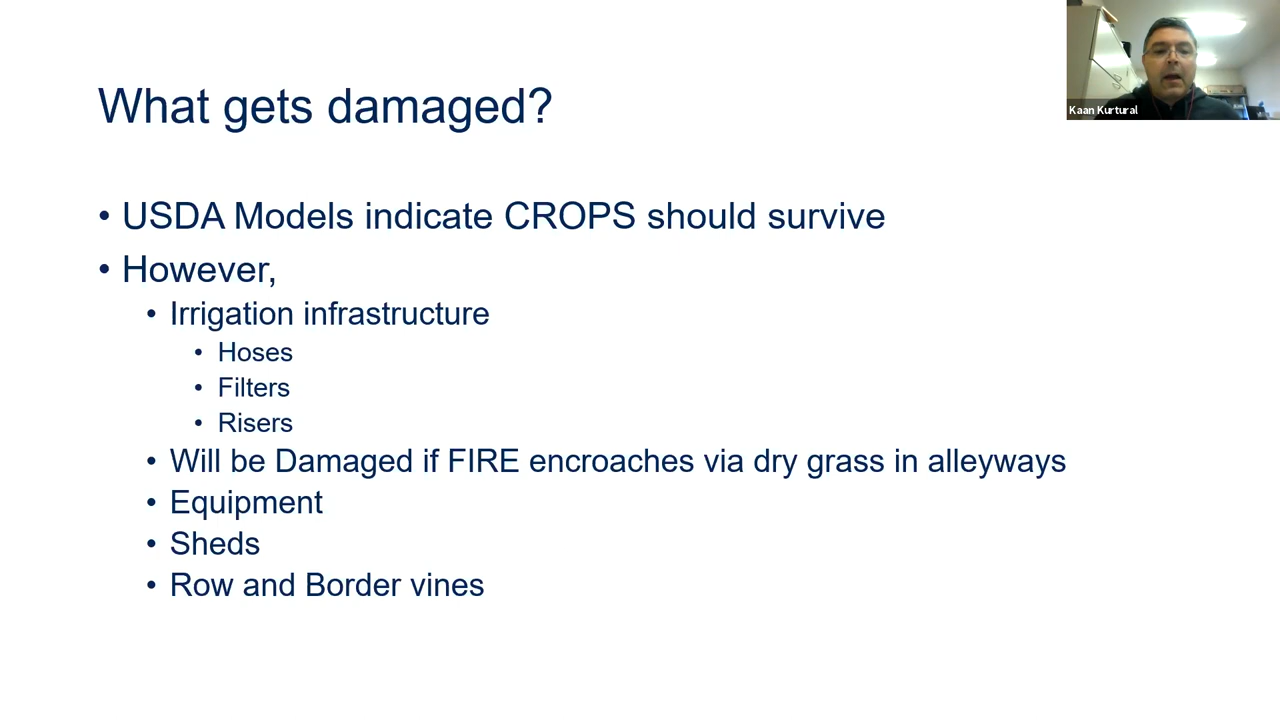 What gets damaged?
Kaan Kurtural
• USDA Models indicate CROPS should survive
• However,
• Irrigation infrastructure
• Hoses
• Filters
• Risers
• Will be Damaged if FIRE encroaches via dry grass in alleyways
• Equipment
• Sheds
• Row and Border vines